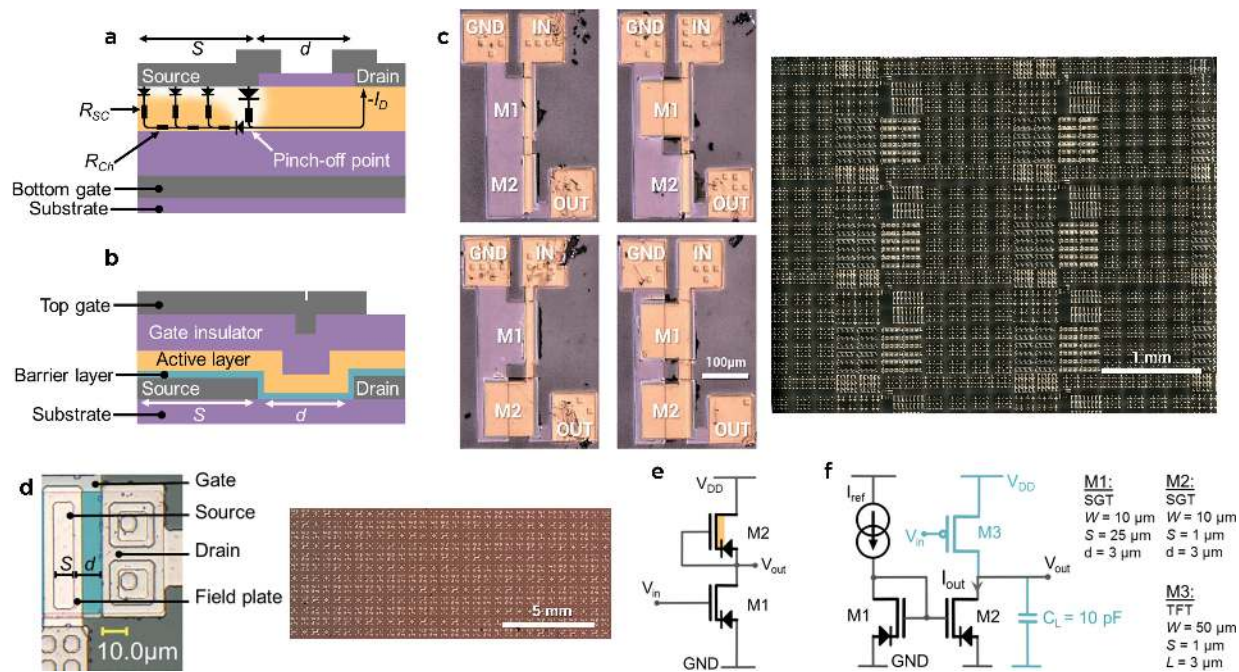 a
S
d
Source
Drain
-I_D
R_SC
R_Ch
Pinch-off point
Bottom gate
Substrate
b
Top gate
Gate insulator
Active layer
Barrier layer
Source
Drain
S
d
Substrate
c
GND
IN
M1
M2
OUT
GND
IN
M1
M2
OUT
GND
IN
M1
M2
OUT
GND
IN
M1
100μm
M2
OUT
1 mm
d
Gate
Source
Drain
S
d
Field plate
10.0μm
5 mm
e
V_DD
M2
V_out
V_in
M1
GND
f
I_ref
V_DD
V_in
M3
I_out
V_out
M1
M2
C_L = 10 pF
GND
M1:
SGT
W = 10 μm
S = 25 μm
d = 3 μm
M2:
SGT
W = 10 μm
S = 1 μm
d = 3 μm
M3:
TFT
W = 50 μm
S = 1 μm
L = 3 μm